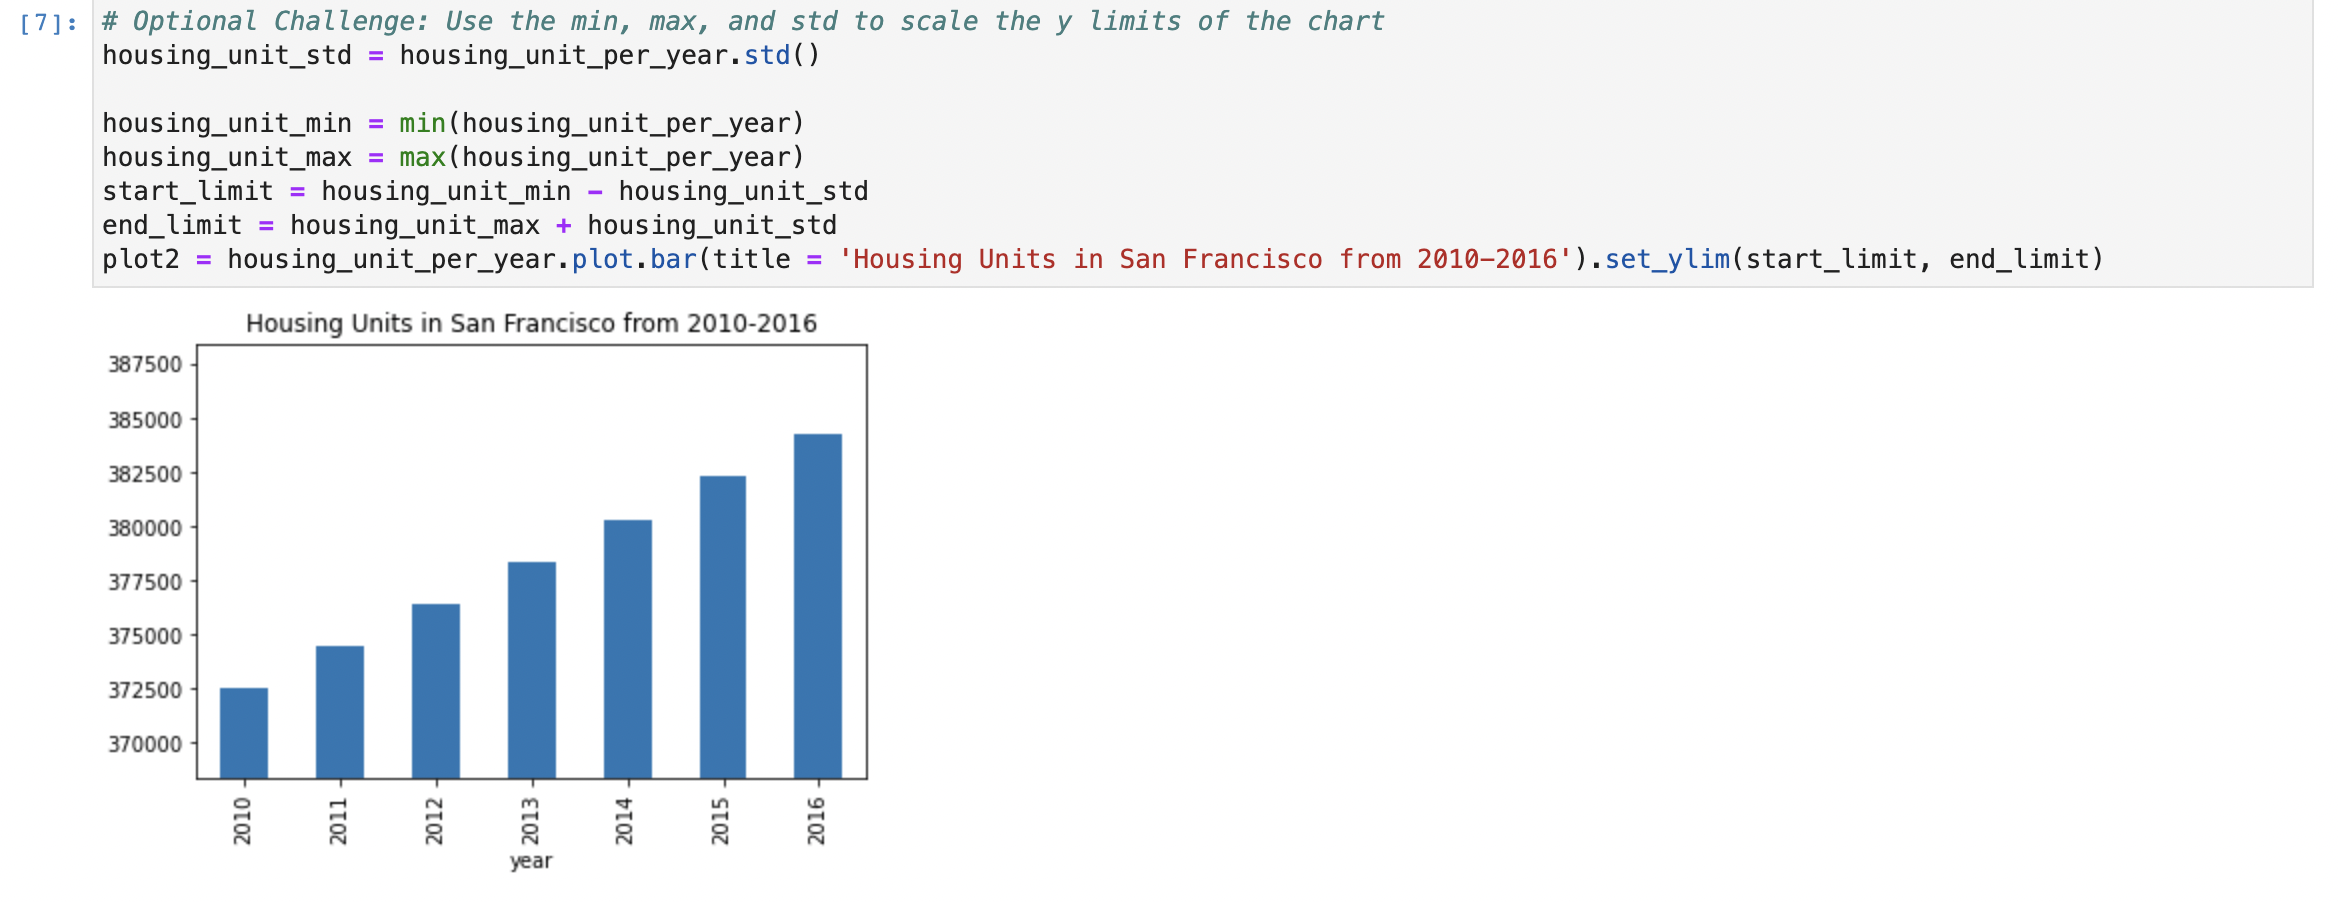 [7]: # Optional Challenge: Use the min, max, and std to scale the y limits of the chart
housing_unit_std = housing_unit_per_year.std()
housing_unit_min = min(housing_unit_per_year)
housing_unit_max = max(housing_unit_per_year)
start_limit = housing_unit_min - housing_unit_std
end_limit = housing_unit_max + housing_unit_std
plot2 = housing_unit_per_year.plot.bar(title = 'Housing Units in San Francisco from 2010-2016').set_ylim(start_limit, end_limit)
Housing Units in San Francisco from 2010-2016
387500
385000
382500
380000
377500
375000
372500
370000
2010 2011 2012 2013 2014 2015 2016
year